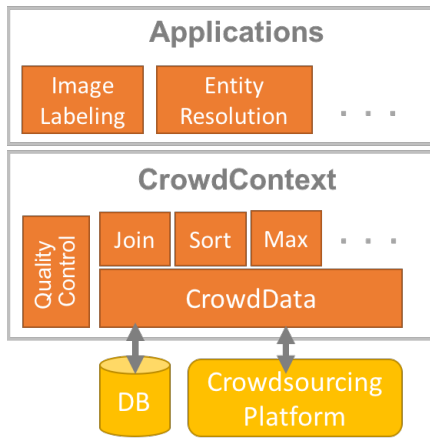 Applications
Image
Labeling
Entity
Resolution
. . .
CrowdContext
Quality
Control
Join
Sort
Max
. . .
CrowdData
DB
Crowdsourcing
Platform